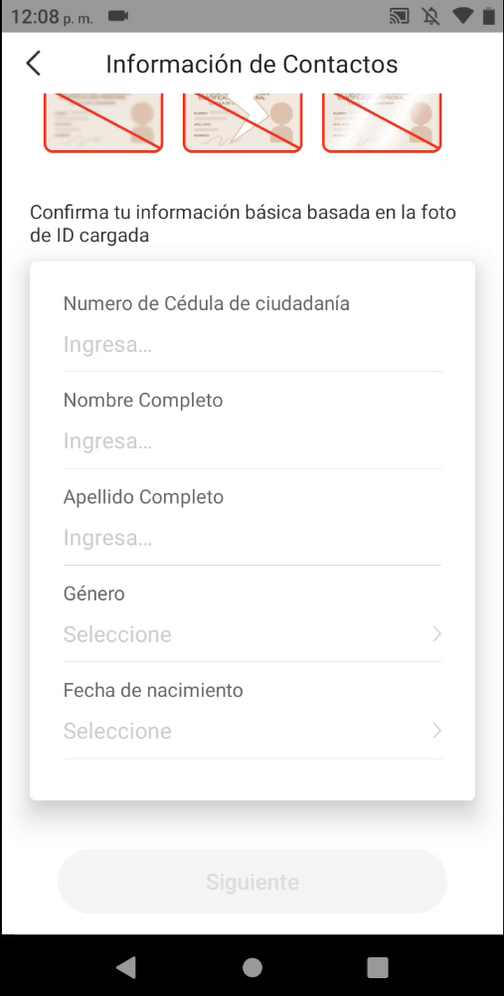 12:08 p. m.
Información de Contactos
Confirma tu información básica basada en la foto
de ID cargada
Numero de Cédula de ciudadanía
Ingresa...
Nombre Completo
Ingresa...
Apellido Completo
Ingresa...
Género
Seleccione
Fecha de nacimiento
Seleccione
Siguiente